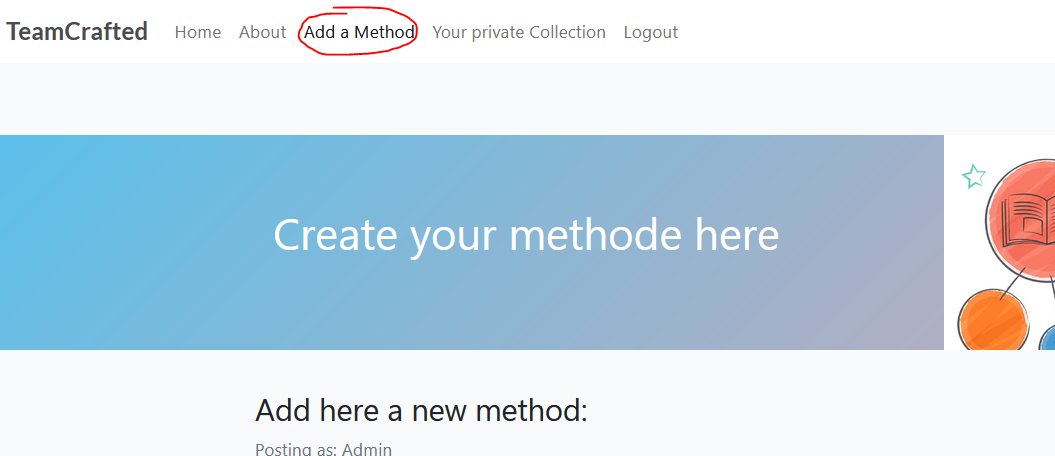 TeamCrafted Home About Add a Method Your private Collection Logout
Create your methode here
Add here a new method:
Posting as: Admin